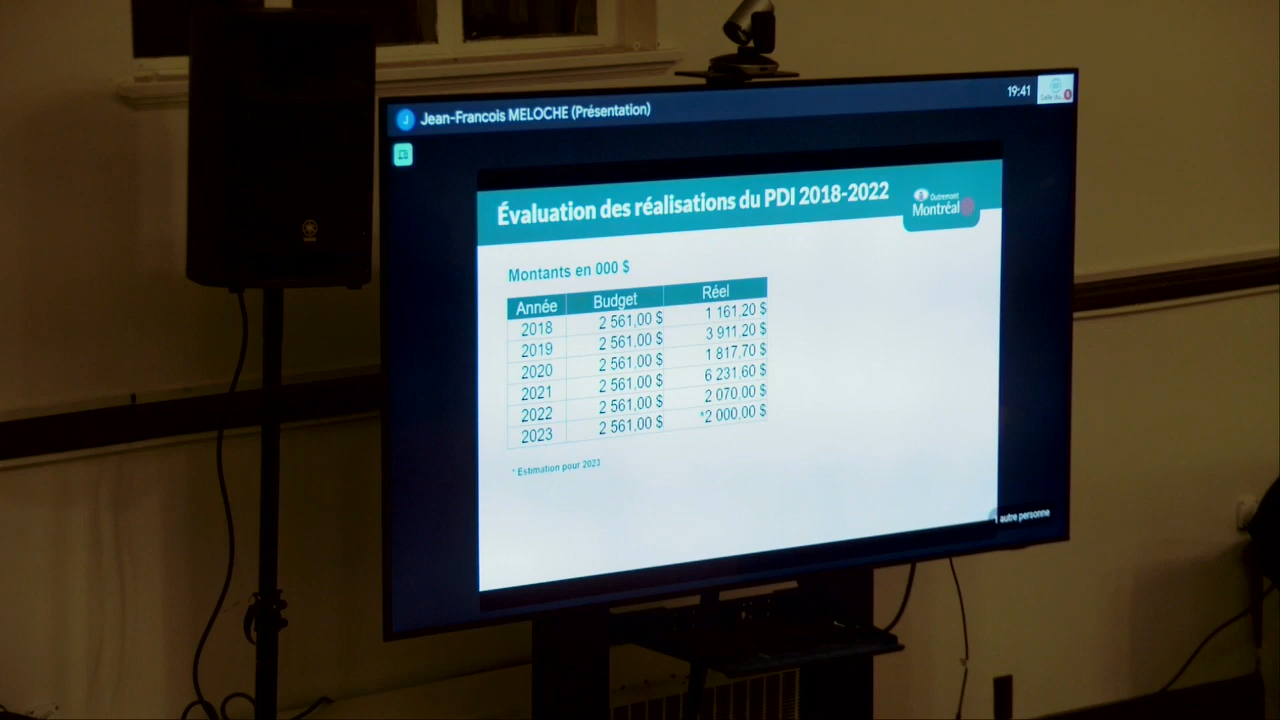 Jean-Francois MELOCHE (Présentation)
19:41
Évaluation des réalisations du PDI 2018-2022
Outremont
Montréal
Montants en 000 $
Année Budget Réel
2018 2 561,00 $ 1 161,20 $
2019 2 561,00 $ 3 911,20 $
2020 2 561,00 $ 1 817,70 $
2021 2 561,00 $ 6 231,60 $
2022 2 561,00 $ 2 070,00 $
2023 2 561,00 $ *2 000,00 $
* Estimation pour 2023
autre personne